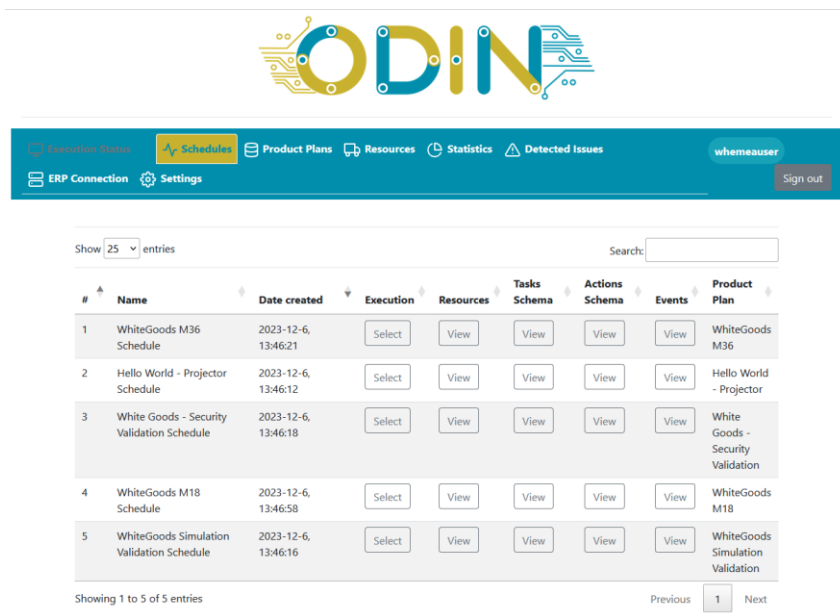 ODIN
Execution Status Schedules Product Plans Resources Statistics Detected Issues whemeauser
ERP Connection Settings Sign out
Show 25 entries Search:
# Name Date created Execution Resources Tasks Schema Actions Schema Events Product Plan
1 WhiteGoods M36 2023-12-6, Select View View View View WhiteGoods
Schedule 13:46:21 M36
2 Hello World - Projector 2023-12-6, Select View View View View Hello World
Schedule 13:46:12 - Projector
3 White Goods - Security 2023-12-6, Select View View View View White
Validation Schedule 13:46:18 Goods -
Security
Validation
4 WhiteGoods M18 2023-12-6, Select View View View View WhiteGoods
Schedule 13:46:58 M18
5 WhiteGoods Simulation 2023-12-6, Select View View View View WhiteGoods
Validation Schedule 13:46:16 Simulation
Validation
Showing 1 to 5 of 5 entries Previous 1 Next